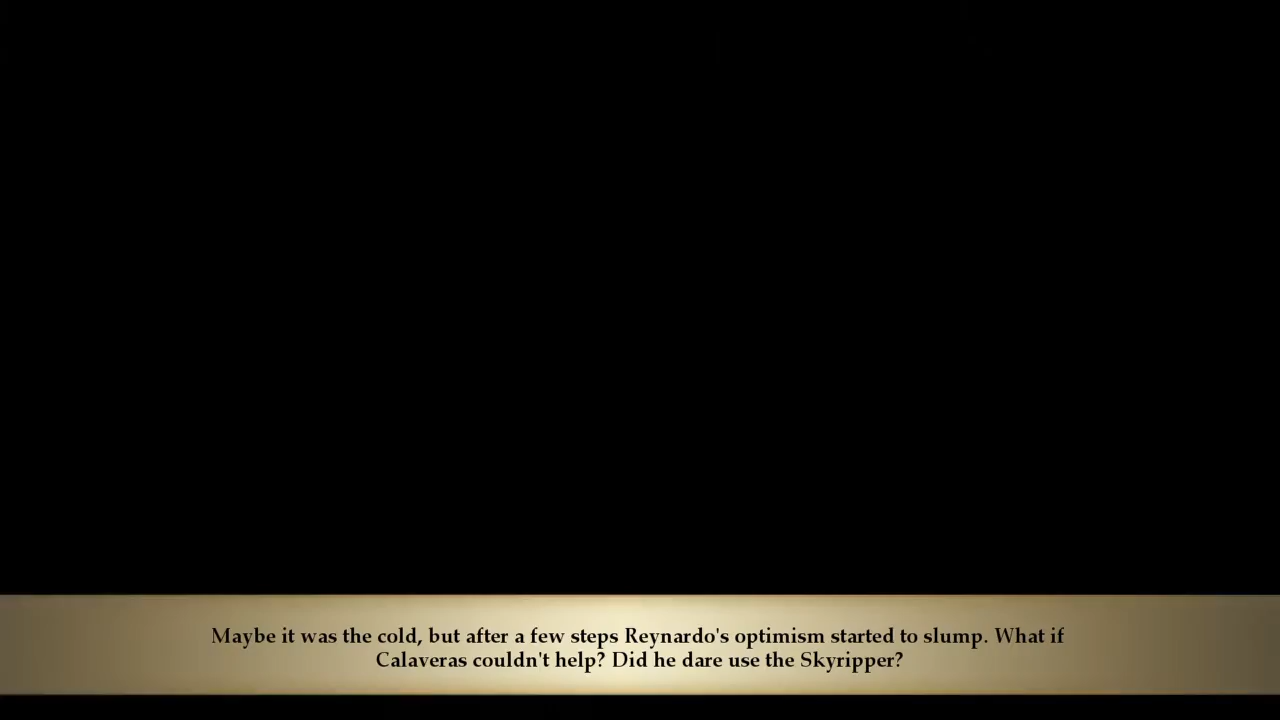 Maybe it was the cold, but after a few steps Reynardo's optimism started to slump. What if
Calaveras couldn't help? Did he dare use the Skyripper?